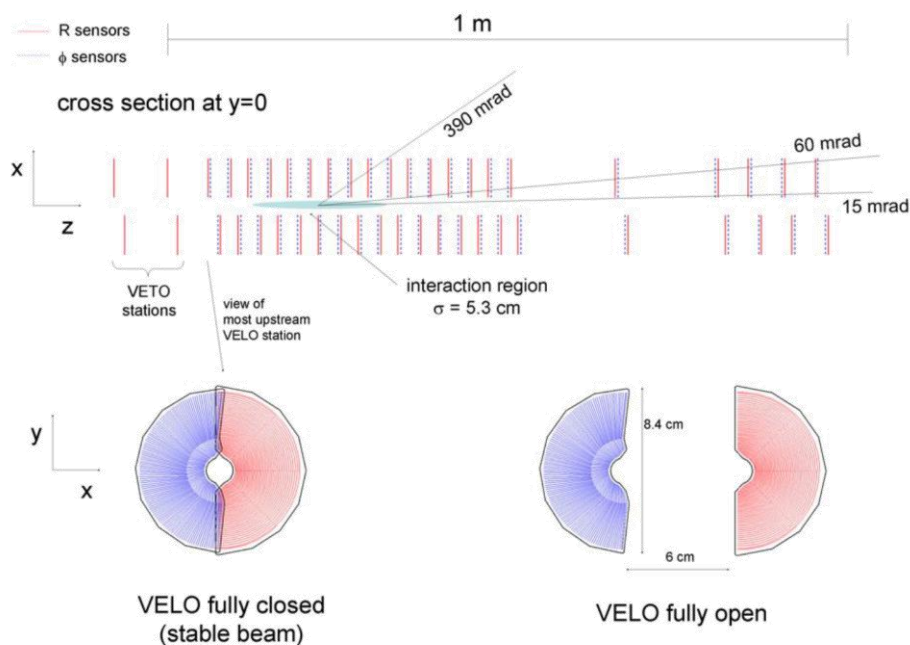 R sensors
1 m
ϕ sensors
cross section at y=0
390 mrad
60 mrad
x
z
15 mrad
VETO
stations
view of
most upstream
VELO station
interaction region
σ = 5.3 cm
y
x
8.4 cm
6 cm
VELO fully closed
(stable beam)
VELO fully open